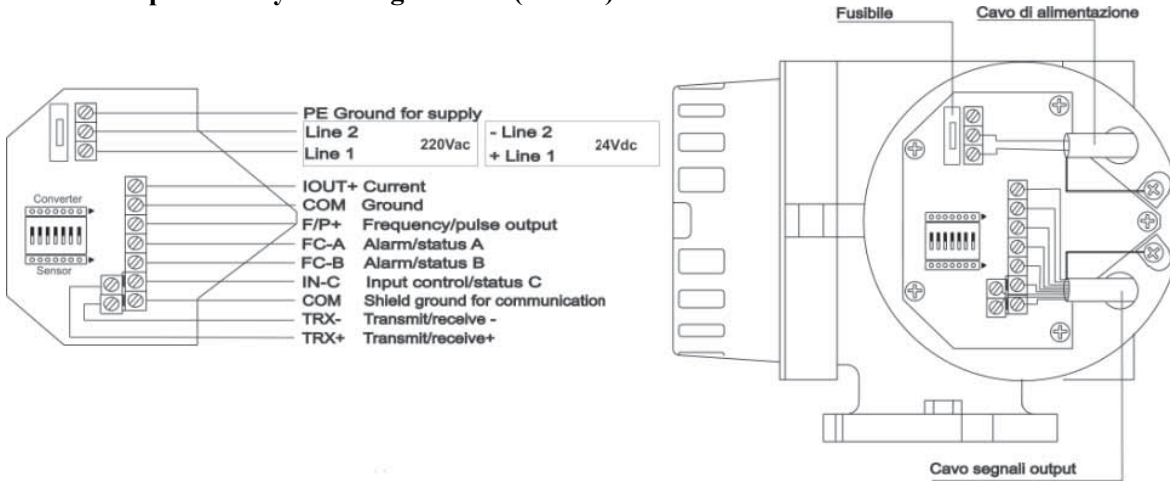 Fusibile
Cavo di alimentazione
PE Ground for supply
Line 2
Line 1
220Vac
- Line 2
+ Line 1
24Vdc
IOUT+ Current
COM Ground
F/P+ Frequency/pulse output
FC-A Alarm/status A
FC-B Alarm/status B
IN-C Input control/status C
COM Shield ground for communication
TRX- Transmit/receive -
TRX+ Transmit/receive+
Converter
Sensor
Cavo segnali output